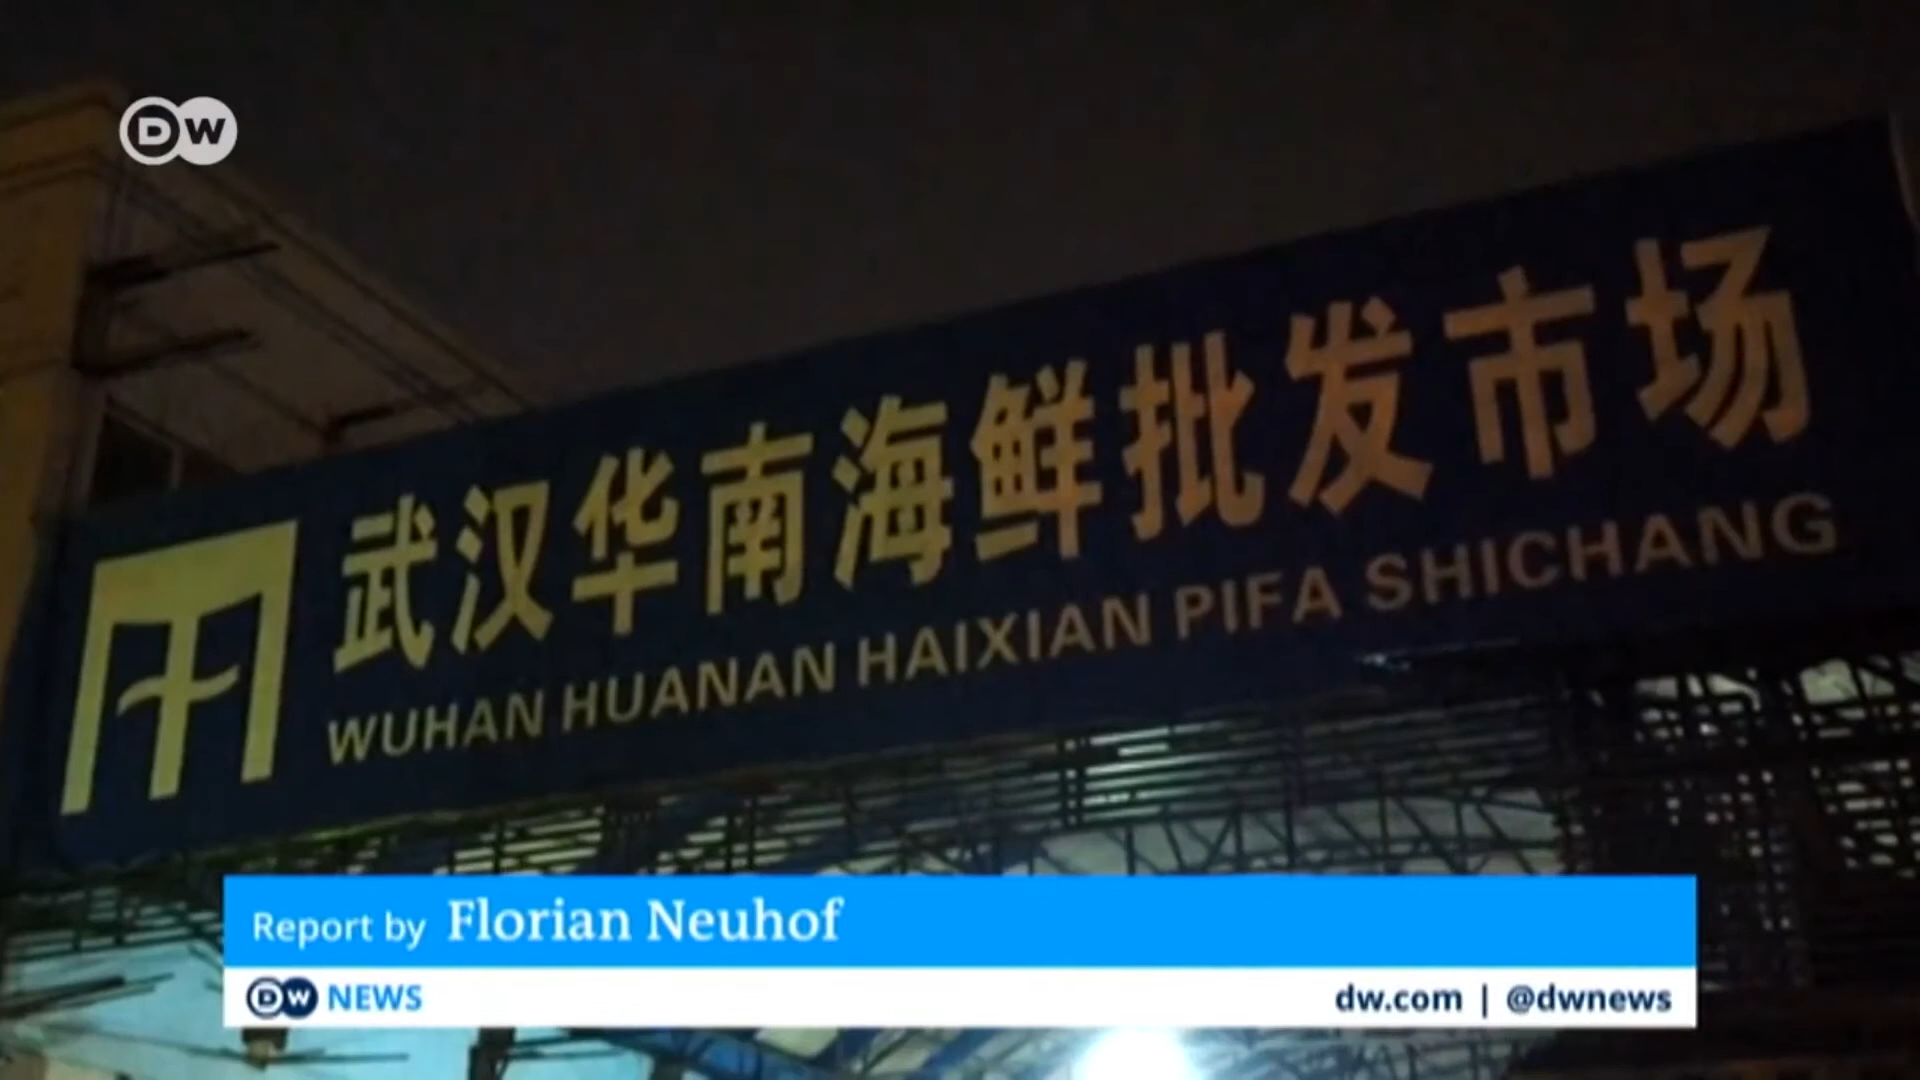 DW
武汉华南海鲜批发市场
WUHAN HUANAN HAIXIAN PIFA SHICHANG
Report by Florian Neuhof
DW NEWS
dw.com | @dwnews